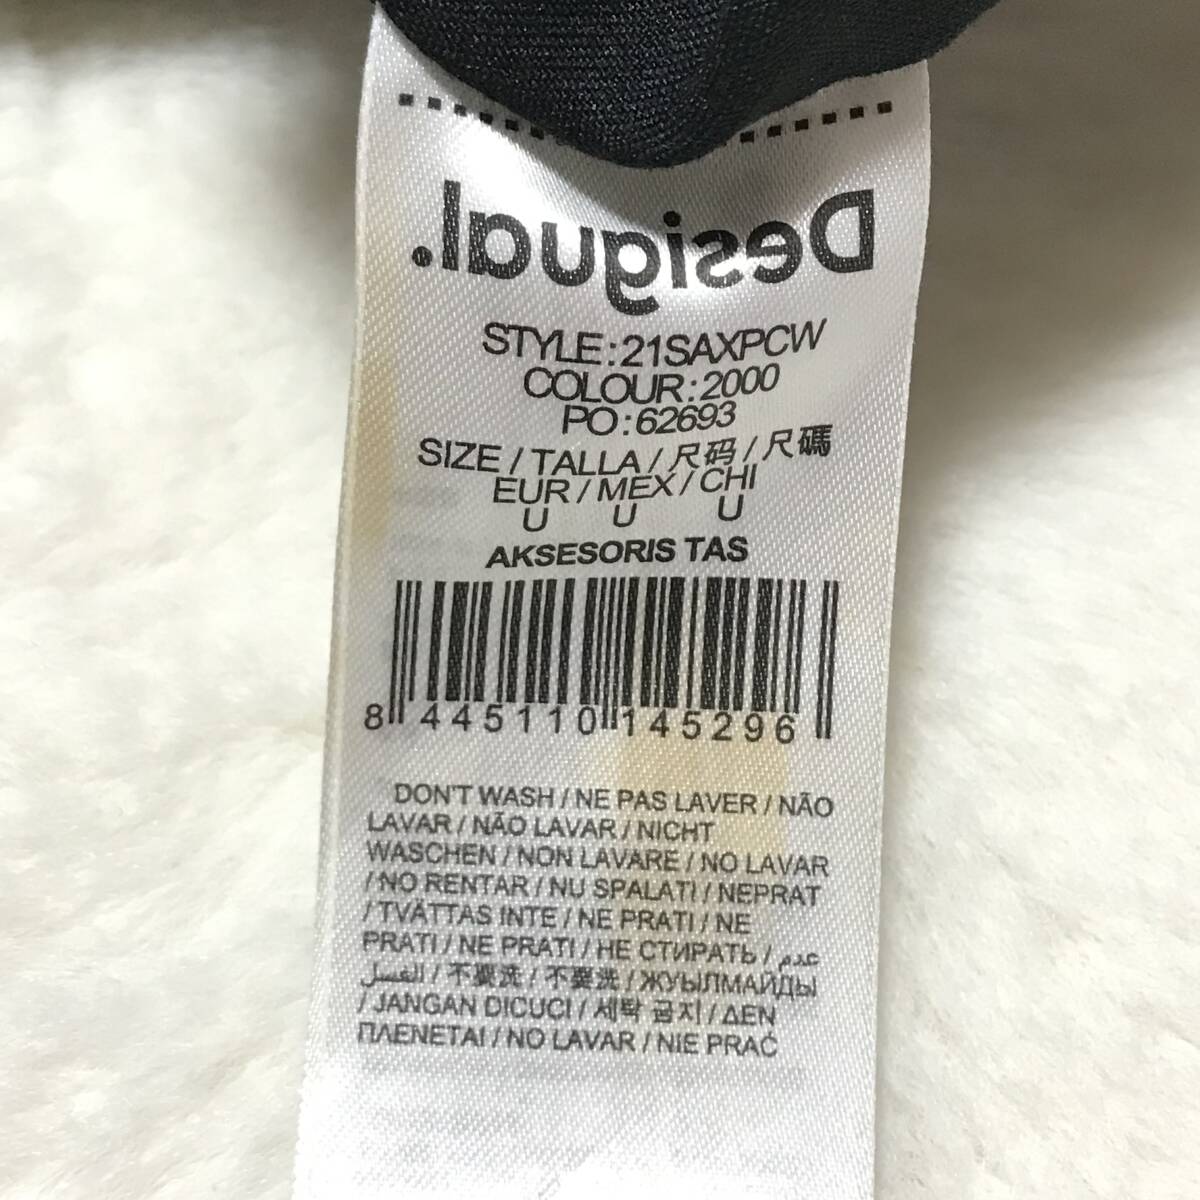 Desigual.
STYLE:21SAXPCW
COLOUR:2000
PO:62693
SIZE/TALLA/尺码/尺碼
EUR/MEX/CHI
U U U
AKSESORIS TAS
8 445110 145296
DON'T WASH/NE PAS LAVER/NÃO
LAVAR/NÃO LAVAR/NICHT
WASCHEN/NON LAVARE/NO LAVAR
/NO RENTAR/NU SPALATI/NEPRAT
/TVÄTTAS INTE/NE PRATI/NE
PRATI/NE PRATI/НЕ СТИРАТЬ/عدم
الغسل/不要洗/不要洗/ЖУЫЛМАЙДЫ
/JANGAN DICUCI/세탁 금지/ΔΕΝ
ΠΛΕΝΕΤΑΙ/NO LAVAR/NIE PRAĆ